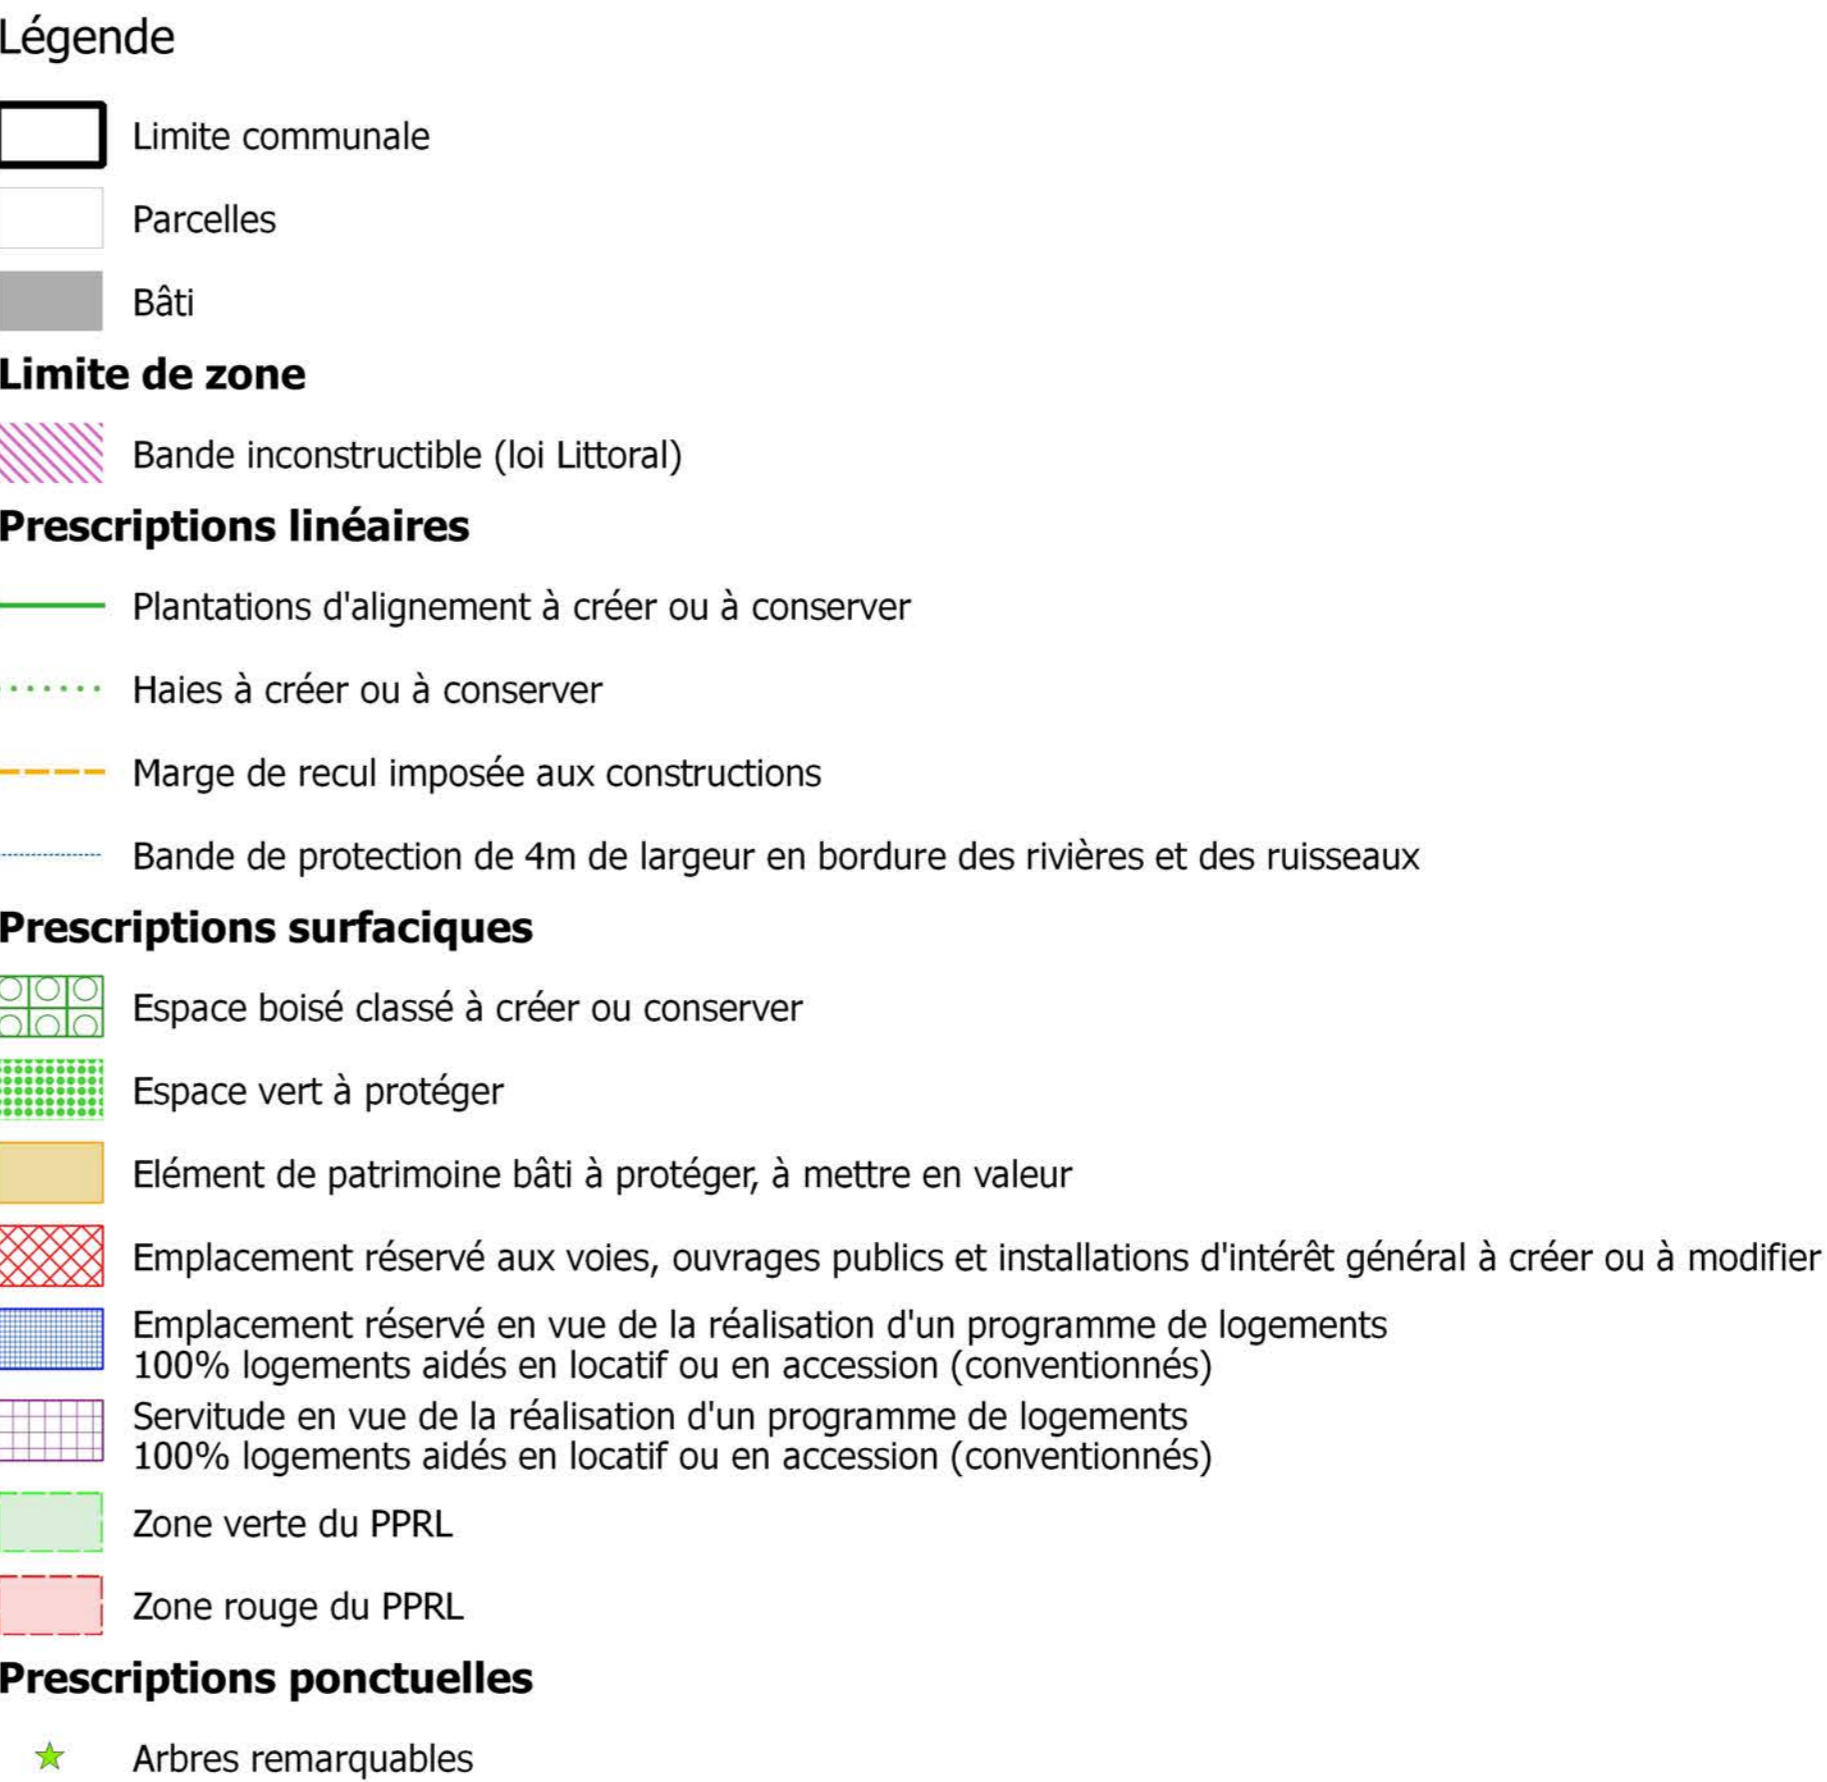 Légende
Limite communale
Parcelles
Bâti
Limite de zone
Bande inconstructible (loi Littoral)
Prescriptions linéaires
Plantations d'alignement à créer ou à conserver
Haies à créer ou à conserver
Marge de recul imposée aux constructions
Bande de protection de 4m de largeur en bordure des rivières et des ruisseaux
Prescriptions surfaciques
Espace boisé classé à créer ou conserver
Espace vert à protéger
Elément de patrimoine bâti à protéger, à mettre en valeur
Emplacement réservé aux voies, ouvrages publics et installations d'intérêt général à créer ou à modifier
Emplacement réservé en vue de la réalisation d'un programme de logements
100% logements aidés en locatif ou en accession (conventionnés)
Servitude en vue de la réalisation d'un programme de logements
100% logements aidés en locatif ou en accession (conventionnés)
Zone verte du PPRL
Zone rouge du PPRL
Prescriptions ponctuelles
Arbres remarquables